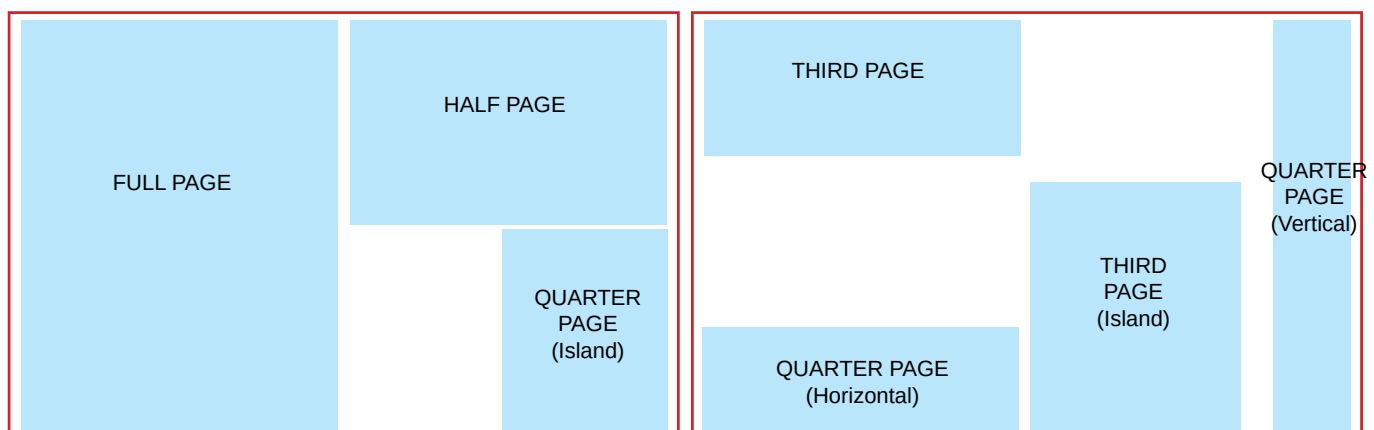 FULL PAGE
HALF PAGE
QUARTER
PAGE
(Island)
THIRD PAGE
QUARTER PAGE
(Horizontal)
THIRD
PAGE
(Island)
QUARTER
PAGE
(Vertical)